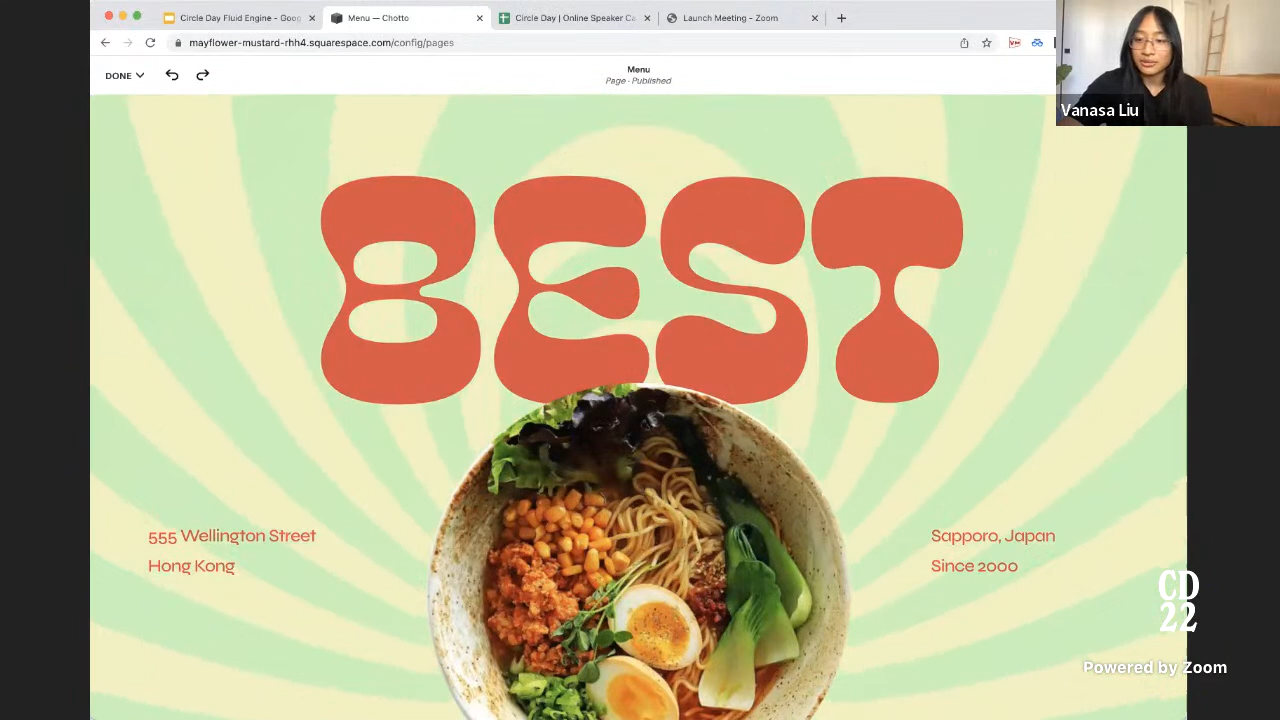 Circle Day Fluid Engine - Goog
Menu — Chotto
Circle Day | Online Speaker Ca
Launch Meeting - Zoom
mayflower-mustard-rhh4.squarespace.com/config/pages
DONE
Menu
Page · Published
Vanasa Liu
BEST
555 Wellington Street
Hong Kong
Sapporo, Japan
Since 2000
CD
22
Powered by Zoom